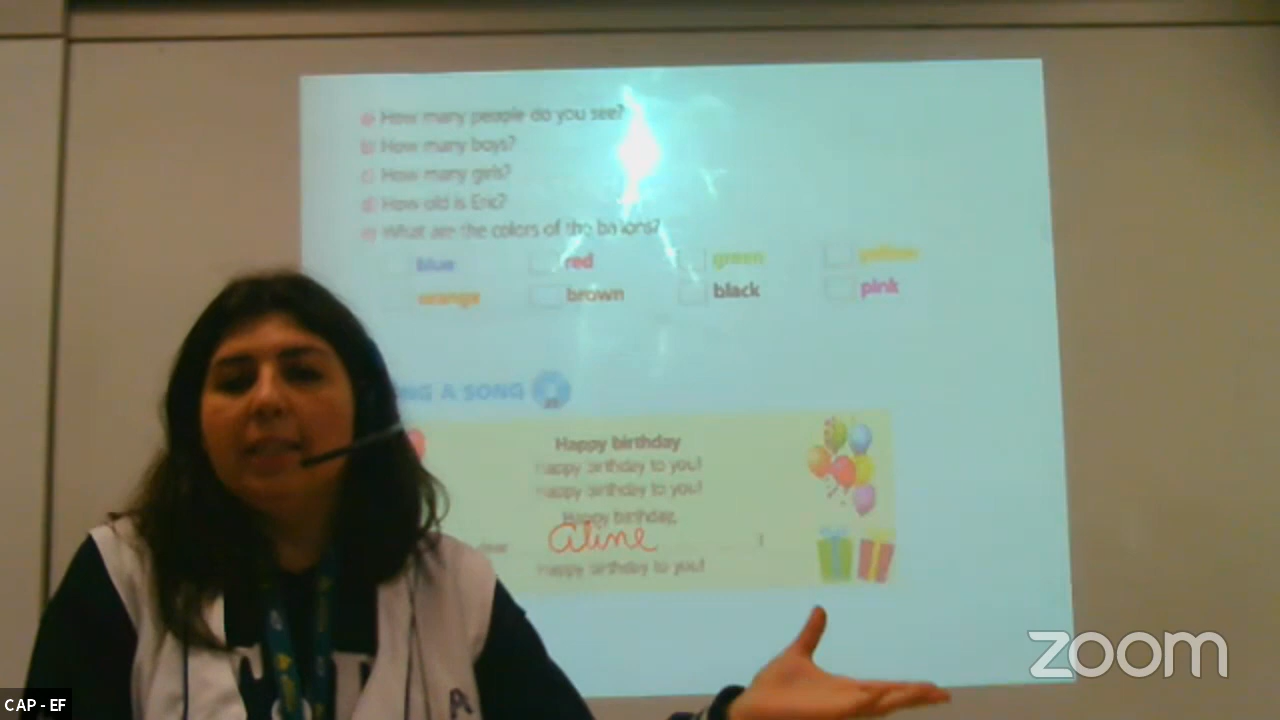 a) How many people do you see?
b) How many boys?
c) How many girls?
d) How old is Eric?
e) What are the colors of the balons?
blue red green yellow
orange brown black pink
A SONG
Happy birthday
Happy birthday to you!
Happy birthday to you!
Happy birthday,
dear Aline !
Happy birthday to you!
zoom
CAP - EF